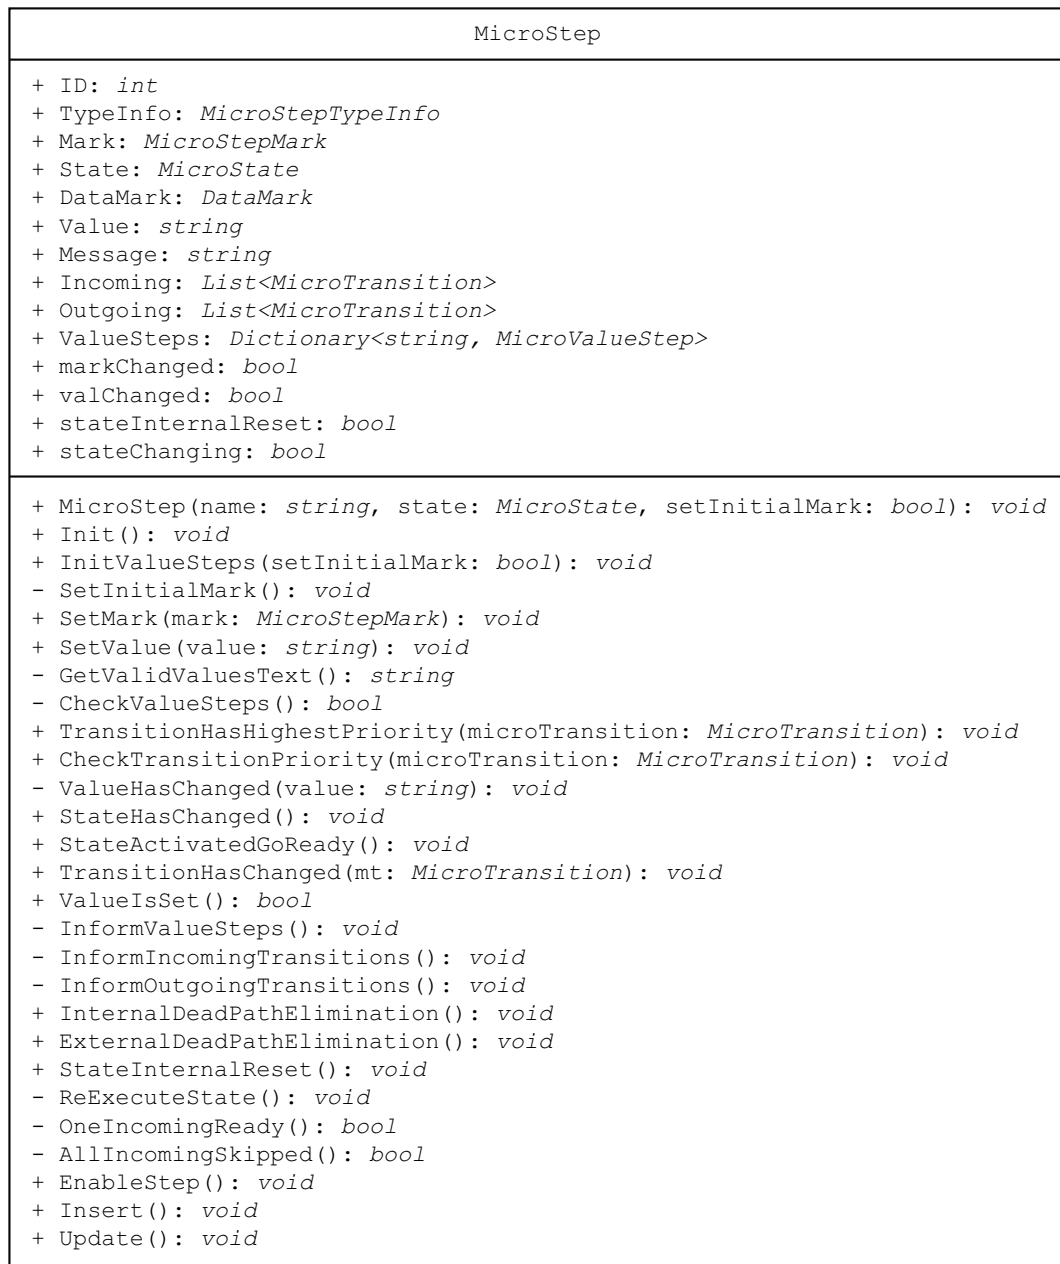 MicroStep
+ ID: int
+ TypeInfo: MicroStepTypeInfo
+ Mark: MicroStepMark
+ State: MicroState
+ DataMark: DataMark
+ Value: string
+ Message: string
+ Incoming: List<MicroTransition>
+ Outgoing: List<MicroTransition>
+ ValueSteps: Dictionary<string, MicroValueStep>
+ markChanged: bool
+ valChanged: bool
+ stateInternalReset: bool
+ stateChanging: bool
+ MicroStep(name: string, state: MicroState, setInitialMark: bool): void
+ Init(): void
+ InitValueSteps(setInitialMark: bool): void
- SetInitialMark(): void
+ SetMark(mark: MicroStepMark): void
+ SetValue(value: string): void
- GetValidValuesText(): string
- CheckValueSteps(): bool
+ TransitionHasHighestPriority(microTransition: MicroTransition): void
+ CheckTransitionPriority(microTransition: MicroTransition): void
- ValueHasChanged(value: string): void
+ StateHasChanged(): void
+ StateActivatedGoReady(): void
+ TransitionHasChanged(mt: MicroTransition): void
+ ValueIsSet(): bool
- InformValueSteps(): void
- InformIncomingTransitions(): void
- InformOutgoingTransitions(): void
+ InternalDeadPathElimination(): void
+ ExternalDeadPathElimination(): void
+ StateInternalReset(): void
- ReExecuteState(): void
- OneIncomingReady(): bool
- AllIncomingSkipped(): bool
+ EnableStep(): void
+ Insert(): void
+ Update(): void